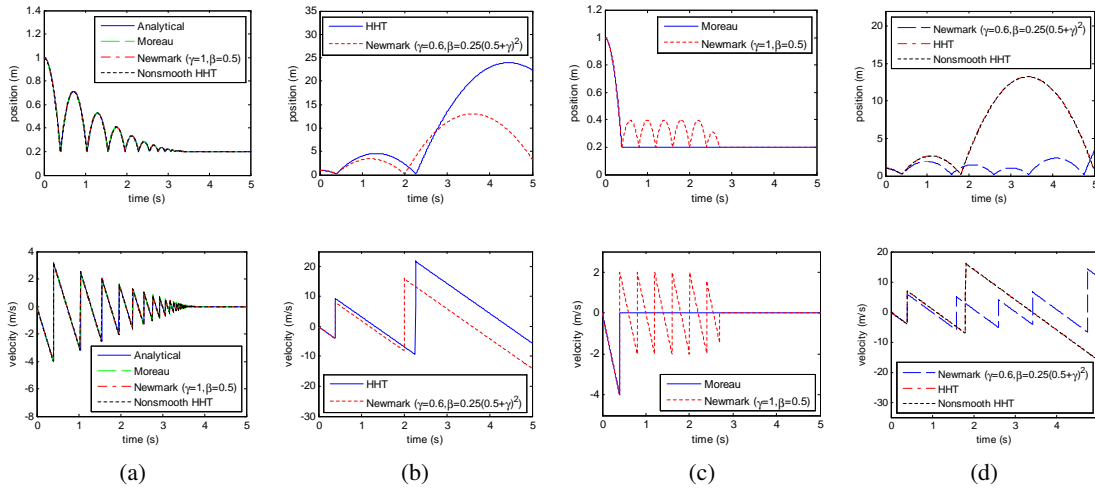 1.4
1.2
1
0.8
0.6
0.4
0.2
0
position (m)
Analytical
Moreau
Newmark (γ=1,β=0.5)
Nonsmooth HHT
0 1 2 3 4 5
time (s)
35
30
25
20
15
10
5
0
position (m)
HHT
Newmark (γ=0.6,β=0.25(0.5+γ)²)
0 1 2 3 4 5
time (s)
1.2
1
0.8
0.6
0.4
0.2
0
position (m)
Moreau
Newmark (γ=1,β=0.5)
0 1 2 3 4 5
time (s)
20
15
10
5
0
position (m)
Newmark (γ=0.6,β=0.25(0.5+γ)²)
HHT
Nonsmooth HHT
0 1 2 3 4 5
time (s)
4
2
0
-2
-4
-6
-8
velocity (m/s)
Analytical
Moreau
Newmark (γ=1,β=0.5)
Nonsmooth HHT
0 1 2 3 4 5
time (s)
20
10
0
-10
-20
-30
velocity (m/s)
HHT
Newmark (γ=0.6,β=0.25(0.5+γ)²)
0 1 2 3 4 5
time (s)
2
0
-2
-4
velocity (m/s)
Moreau
Newmark (γ=1,β=0.5)
0 1 2 3 4 5
time (s)
20
10
0
-10
-20
-30
velocity (m/s)
Newmark (γ=0.6,β=0.25(0.5+γ)²)
HHT
Nonsmooth HHT
0 1 2 3 4 5
time (s)
(a) (b) (c) (d)